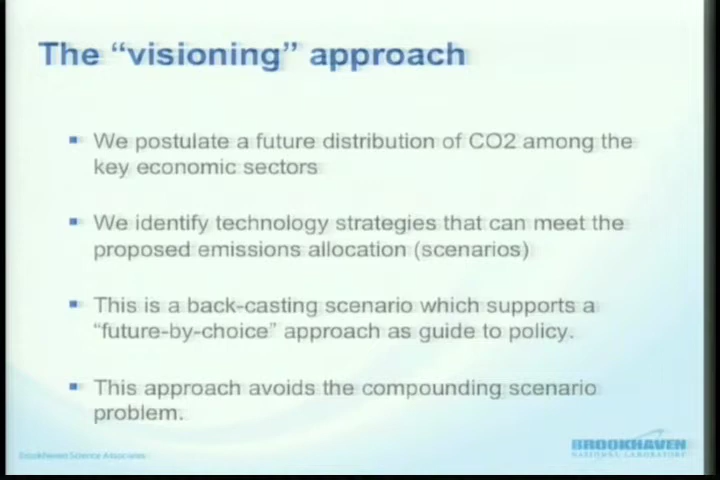 The “visioning” approach
We postulate a future distribution of CO2 among the
key economic sectors
We identify technology strategies that can meet the
proposed emissions allocation (scenarios)
This is a back-casting scenario which supports a
“future-by-choice” approach as guide to policy.
This approach avoids the compounding scenario
problem.
Brookhaven Science Associates
BROOKHAVEN
NATIONAL LABORATORY